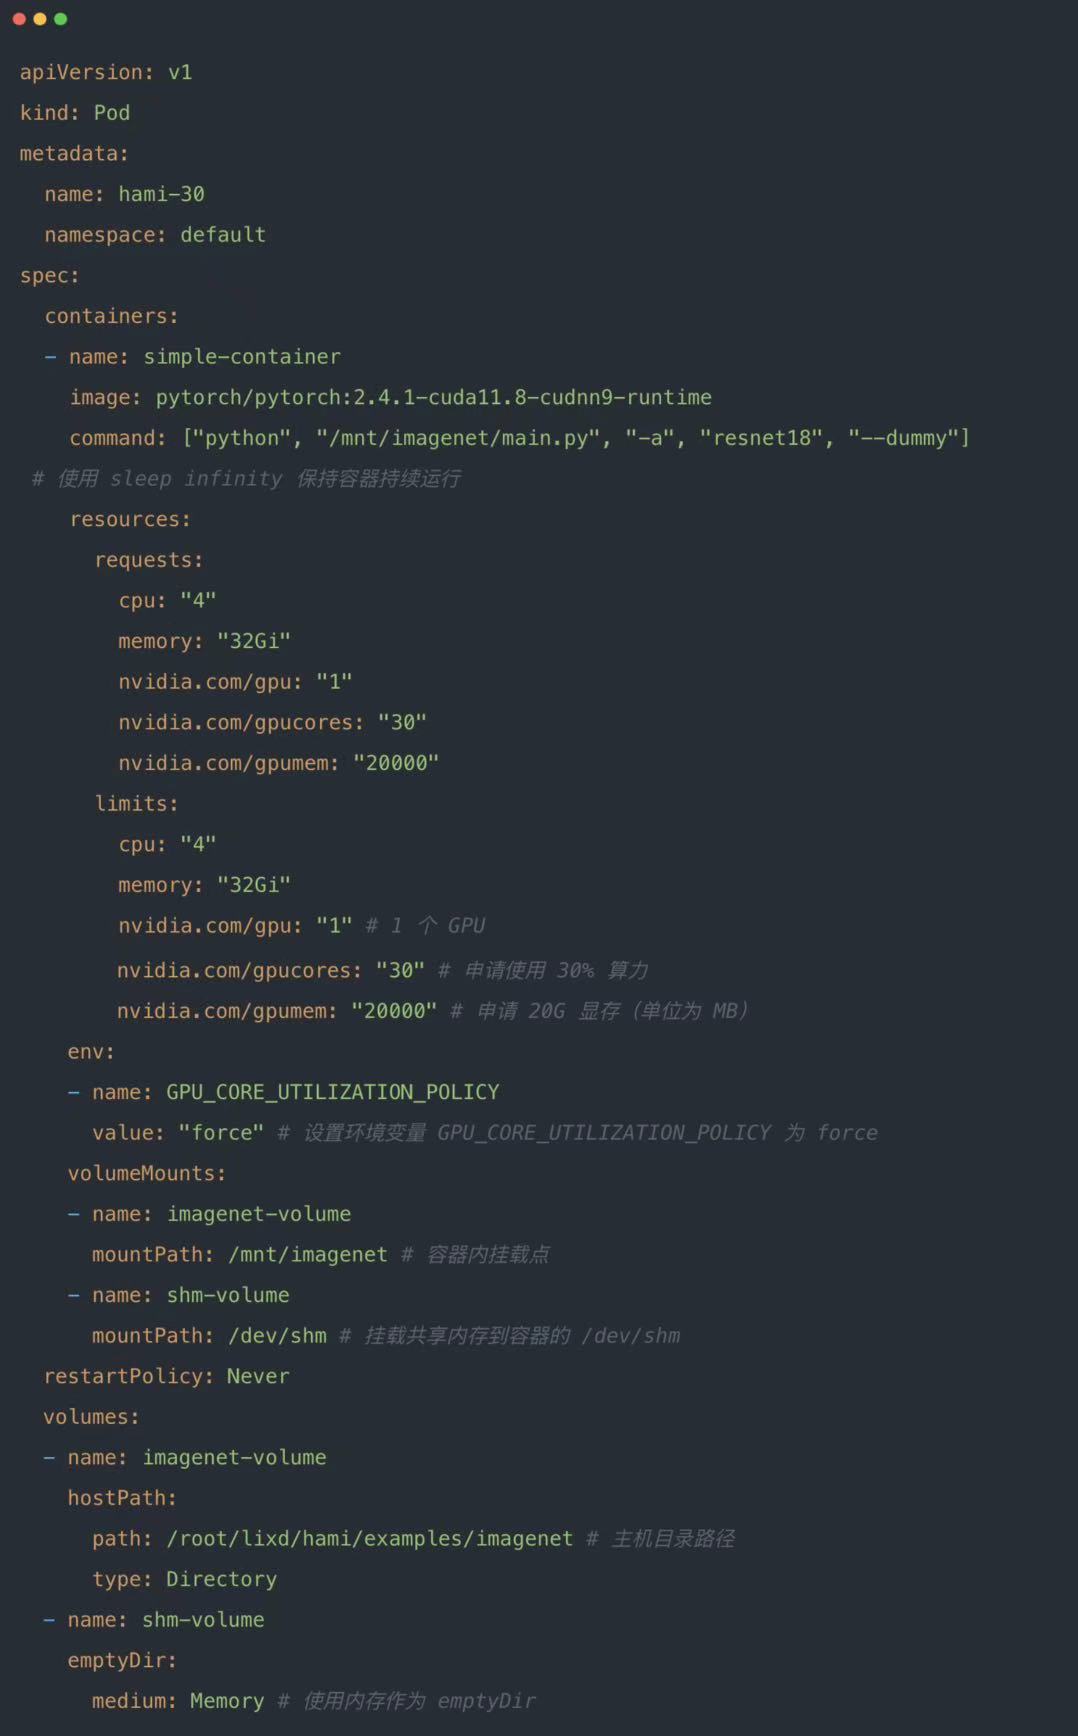 apiVersion: v1
kind: Pod
metadata:
  name: hami-30
  namespace: default
spec:
  containers:
  - name: simple-container
    image: pytorch/pytorch:2.4.1-cuda11.8-cudnn9-runtime
    command: ["python", "/mnt/imagenet/main.py", "-a", "resnet18", "--dummy"]
 # 使用 sleep infinity 保持容器持续运行
    resources:
      requests:
        cpu: "4"
        memory: "32Gi"
        nvidia.com/gpu: "1"
        nvidia.com/gpucores: "30"
        nvidia.com/gpumem: "20000"
      limits:
        cpu: "4"
        memory: "32Gi"
        nvidia.com/gpu: "1" # 1 个 GPU
        nvidia.com/gpucores: "30" # 申请使用 30% 算力
        nvidia.com/gpumem: "20000" # 申请 20G 显存（单位为 MB）
    env:
    - name: GPU_CORE_UTILIZATION_POLICY
      value: "force" # 设置环境变量 GPU_CORE_UTILIZATION_POLICY 为 force
    volumeMounts:
    - name: imagenet-volume
      mountPath: /mnt/imagenet # 容器内挂载点
    - name: shm-volume
      mountPath: /dev/shm # 挂载共享内存到容器的 /dev/shm
  restartPolicy: Never
  volumes:
  - name: imagenet-volume
    hostPath:
      path: /root/lixd/hami/examples/imagenet # 主机目录路径
      type: Directory
  - name: shm-volume
    emptyDir:
      medium: Memory # 使用内存作为 emptyDir